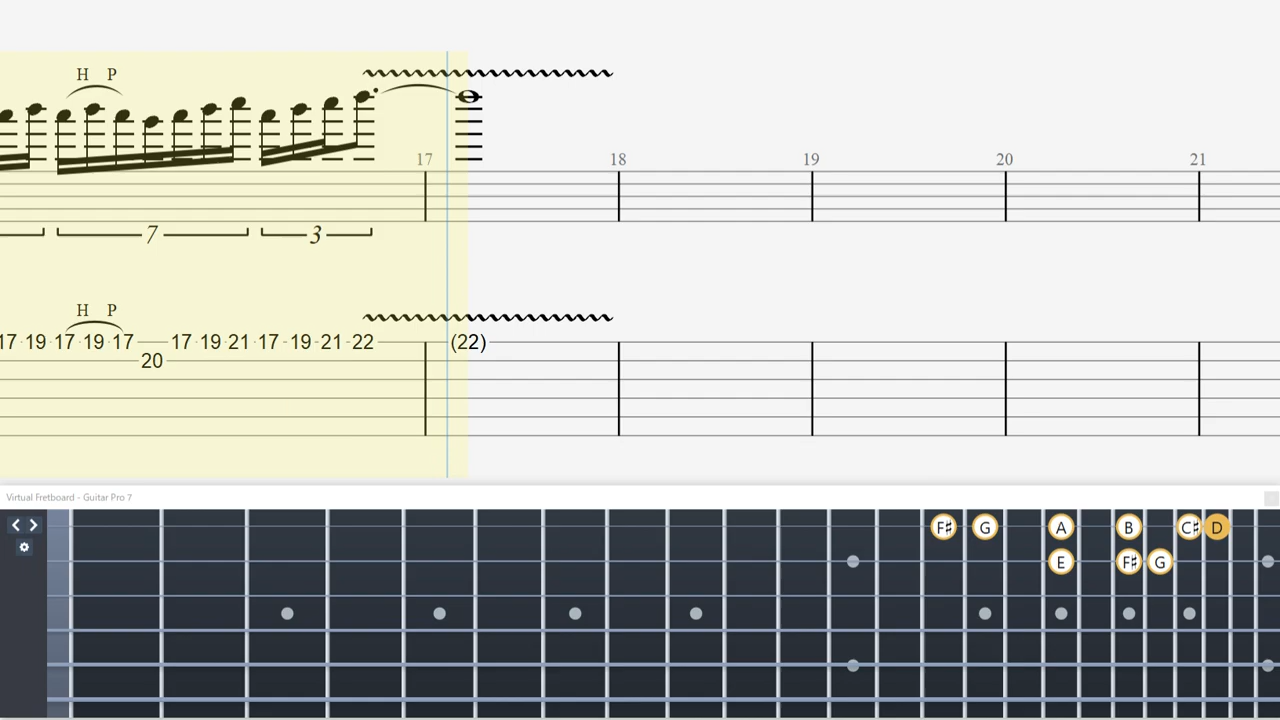 H P
17 18 19 20 21
7 3
H P
17 19 17 19 17 17 19 21 17 19 21 22 (22)
20
Virtual Fretboard - Guitar Pro 7
F♯ G A B C♯ D
E F♯ G